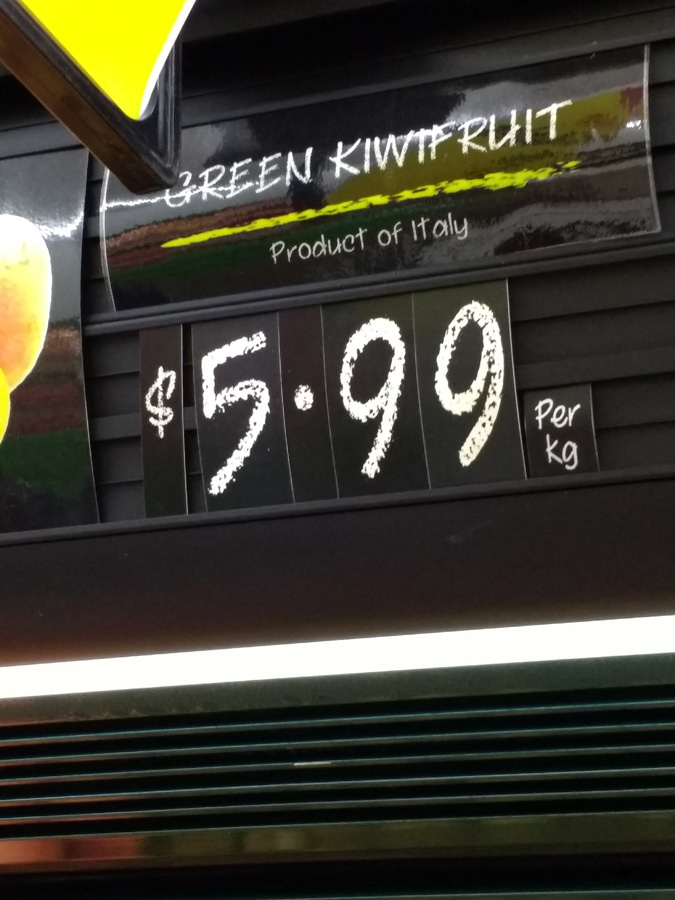 GREEN KIWIFRUIT
Product of Italy
$5.99 Per kg